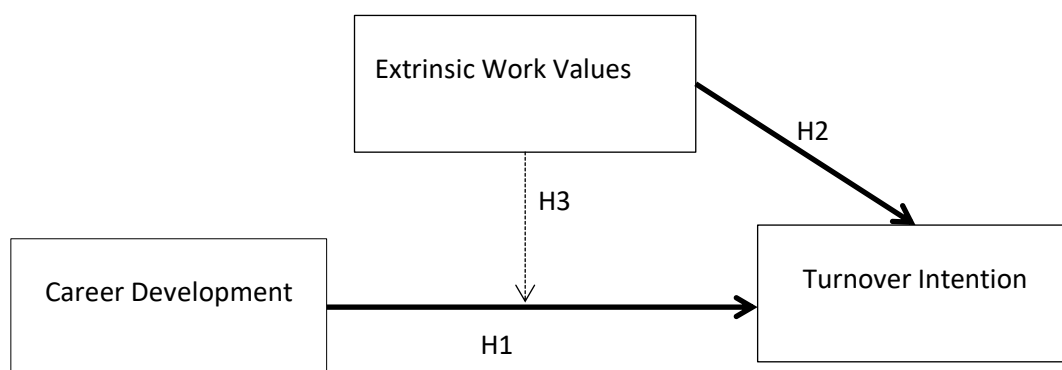 Extrinsic Work Values
H2
H3
Career Development
Turnover Intention
H1